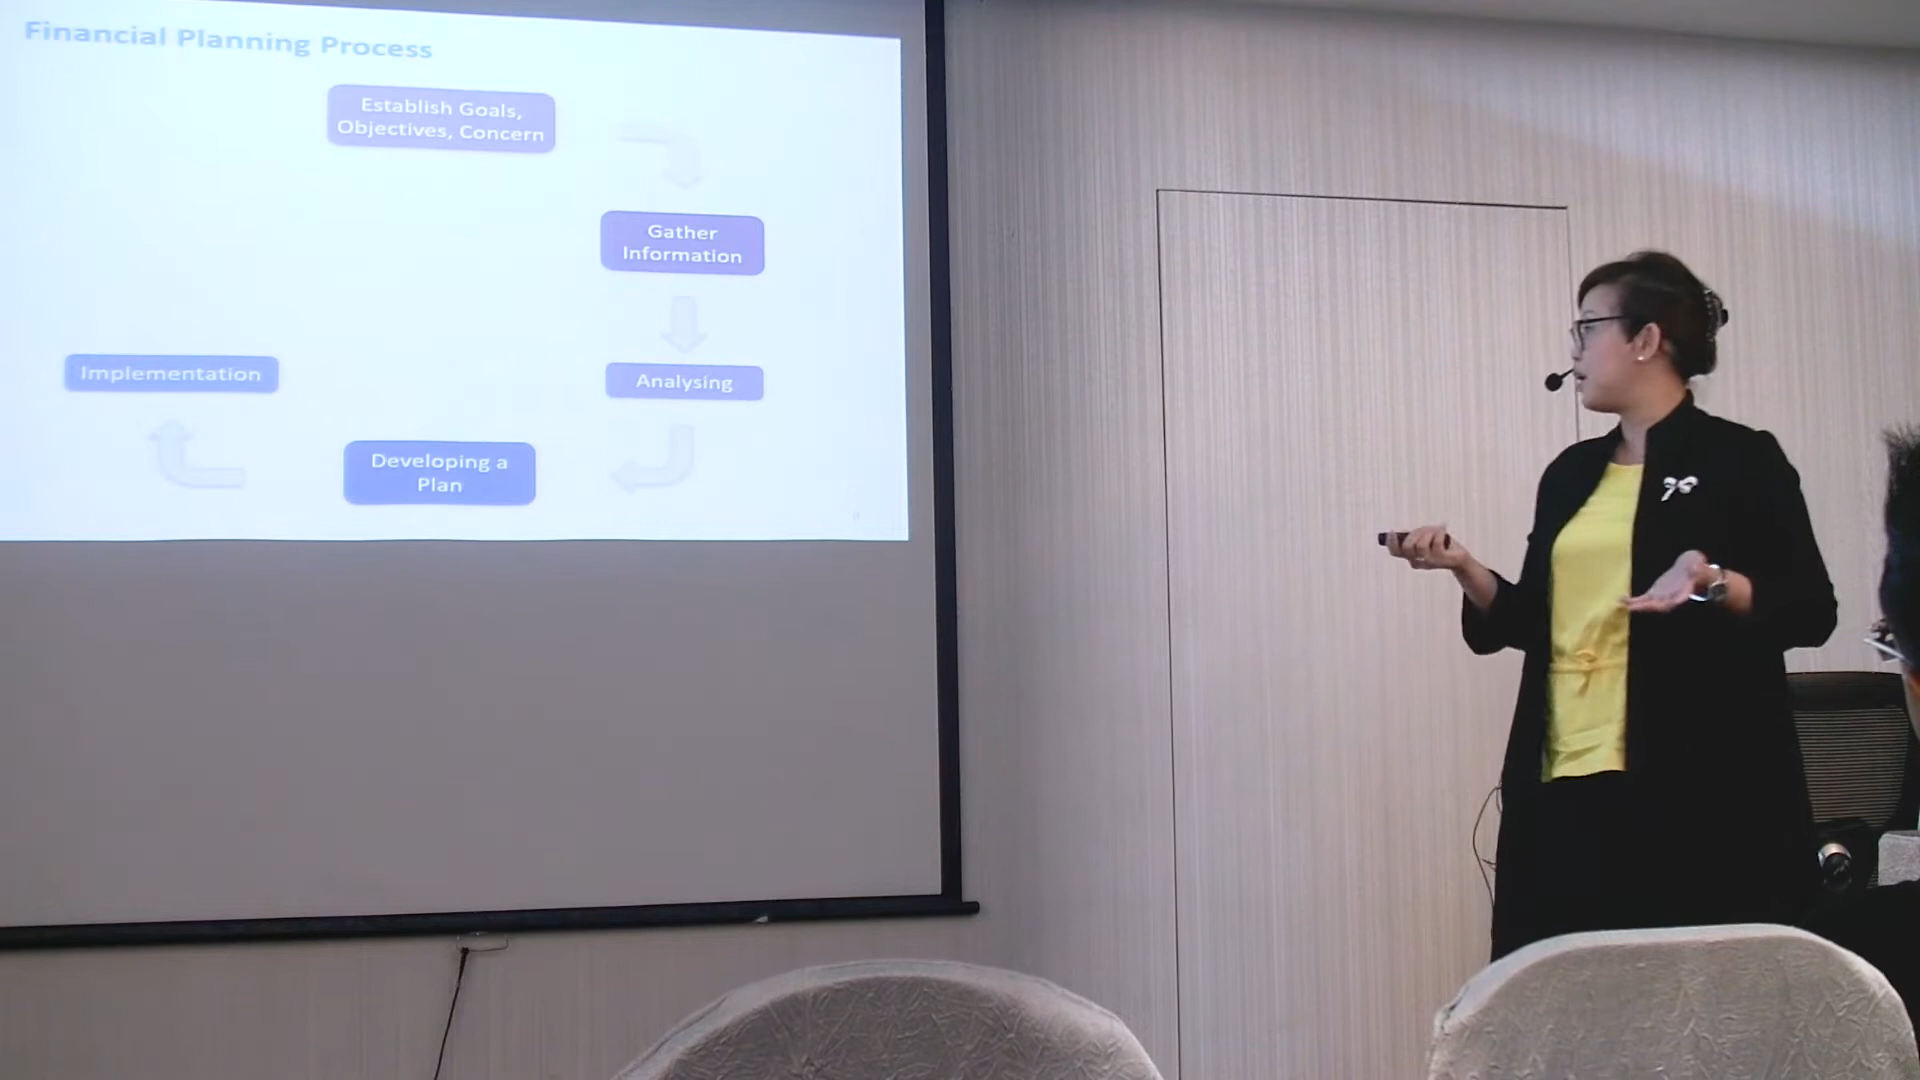 Financial Planning Process
Establish Goals,
Objectives, Concern
Gather
Information
Analysing
Developing a
Plan
Implementation